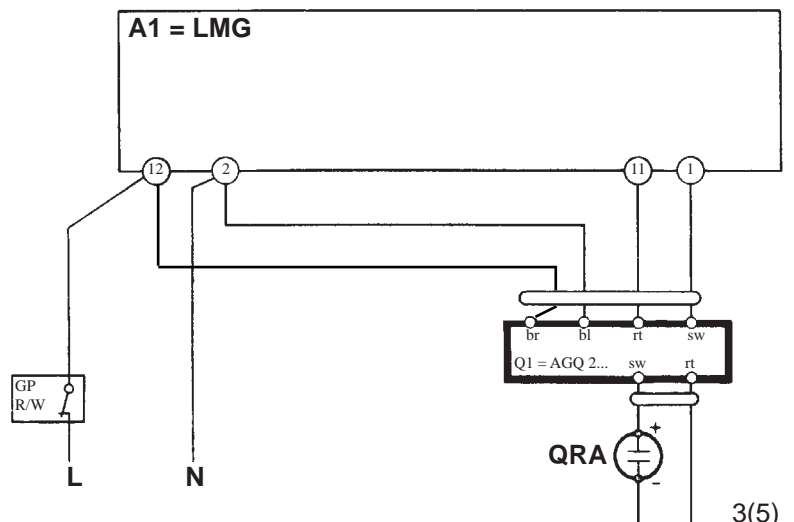 A1 = LMG
12 2 11 1
br bl rt sw
Q1 = AGQ 2... sw rt
GP
R/W
+
QRA
-
L N
3(5)